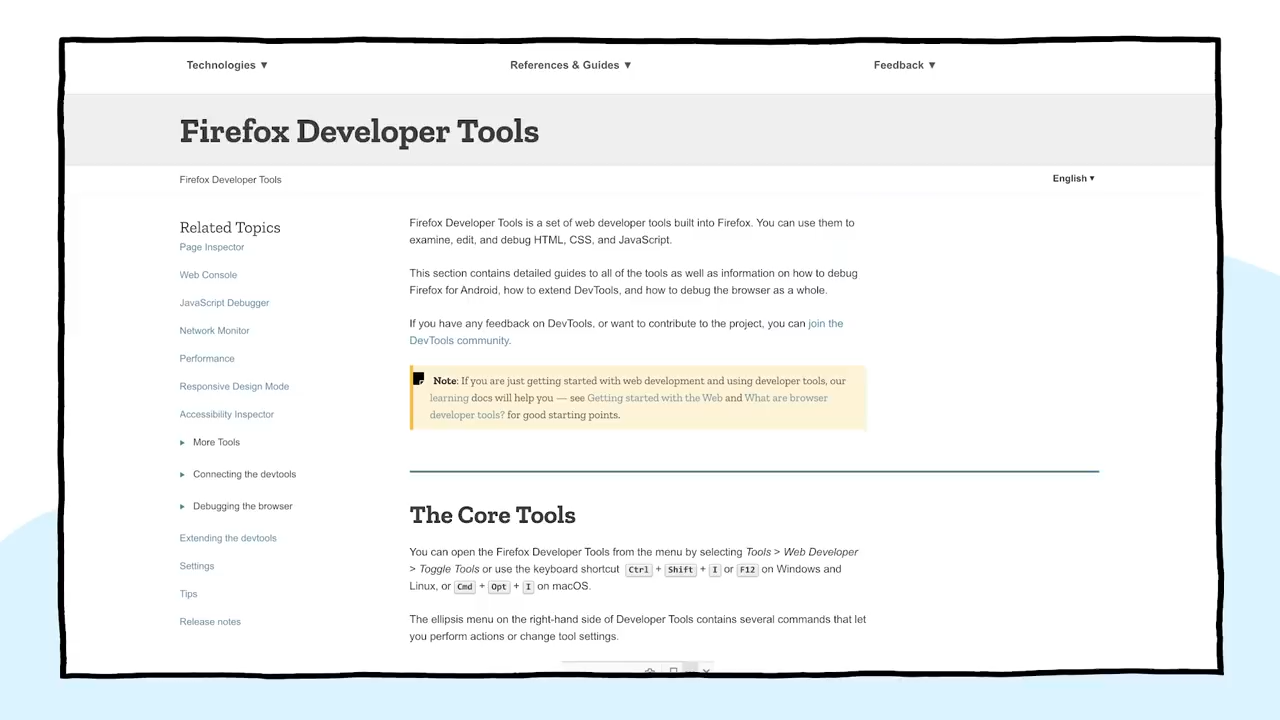 Technologies ▼
References & Guides ▼
Feedback ▼
Firefox Developer Tools
Firefox Developer Tools
English ▼
Related Topics
Page Inspector
Web Console
JavaScript Debugger
Network Monitor
Performance
Responsive Design Mode
Accessibility Inspector
More Tools
Connecting the devtools
Debugging the browser
Extending the devtools
Settings
Tips
Release notes
Firefox Developer Tools is a set of web developer tools built into Firefox. You can use them to
examine, edit, and debug HTML, CSS, and JavaScript.
This section contains detailed guides to all of the tools as well as information on how to debug
Firefox for Android, how to extend DevTools, and how to debug the browser as a whole.
If you have any feedback on DevTools, or want to contribute to the project, you can join the
DevTools community.
Note: If you are just getting started with web development and using developer tools, our
learning docs will help you — see Getting started with the Web and What are browser
developer tools? for good starting points.
The Core Tools
You can open the Firefox Developer Tools from the menu by selecting Tools > Web Developer
> Toggle Tools or use the keyboard shortcut Ctrl + Shift + I or F12 on Windows and
Linux, or Cmd + Opt + I on macOS.
The ellipsis menu on the right-hand side of Developer Tools contains several commands that let
you perform actions or change tool settings.